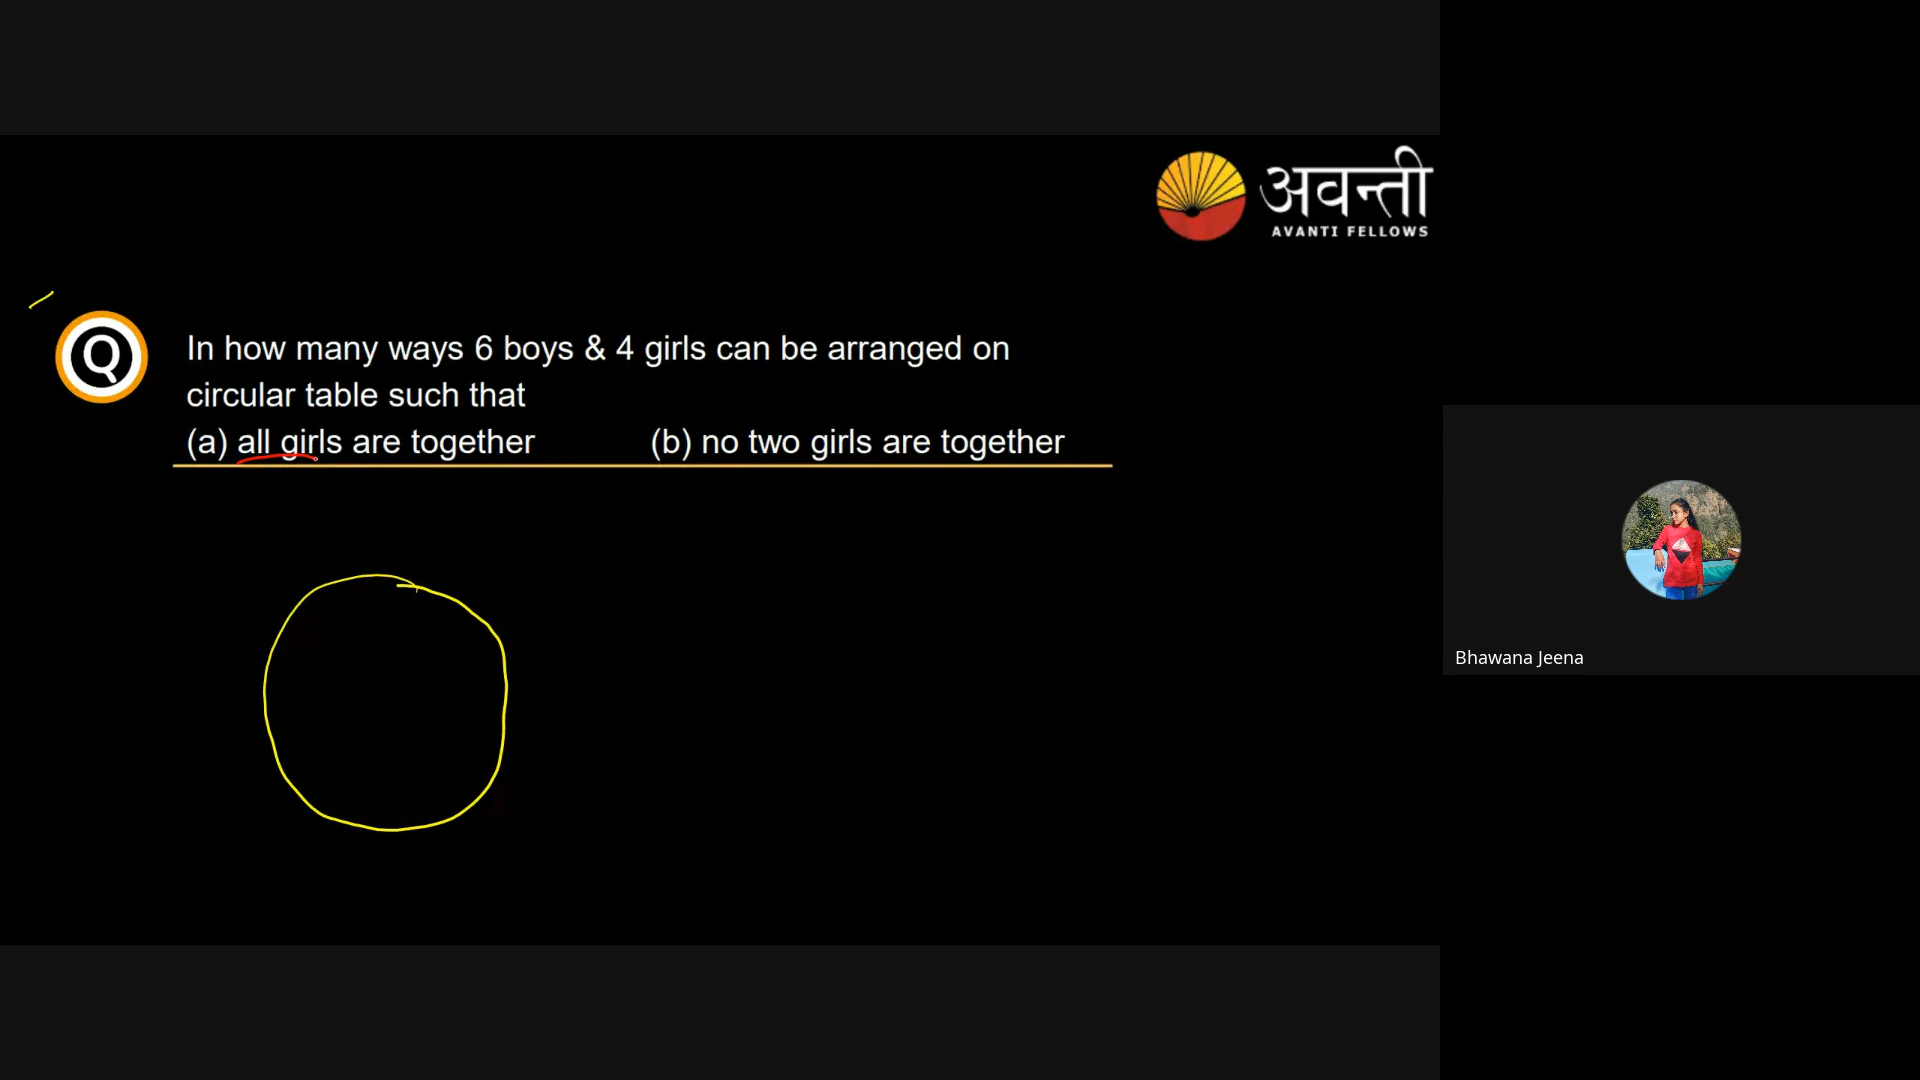 अवन्ती
AVANTI FELLOWS
Q
In how many ways 6 boys & 4 girls can be arranged on
circular table such that
(a) all girls are together (b) no two girls are together
Bhawana Jeena